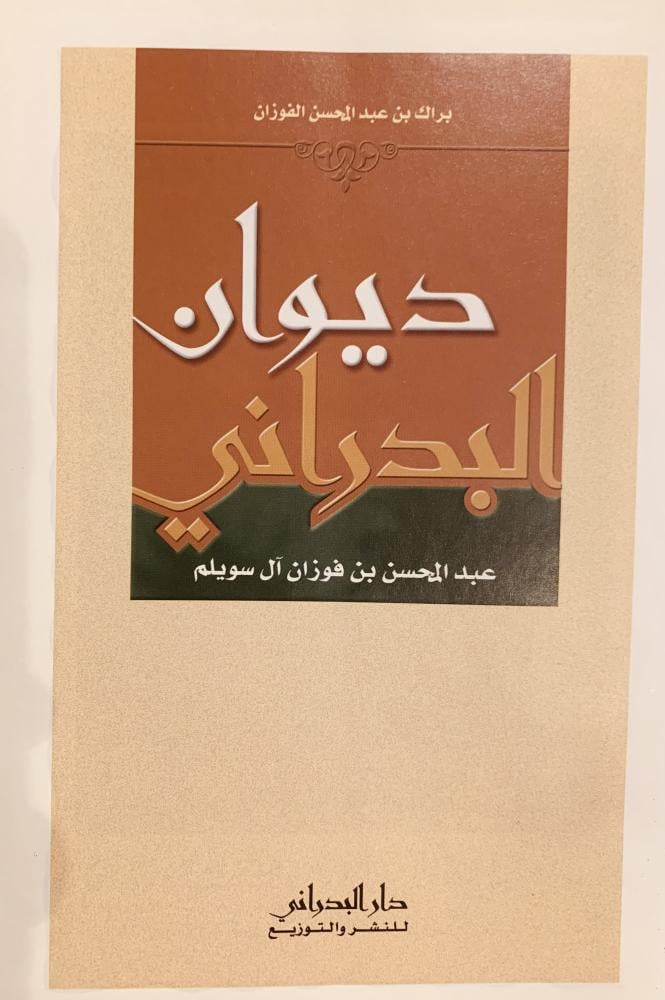 براك بن عبد المحسن الفوزان
ديوان
البدراني
عبد المحسن بن فوزان آل سويلم
دار البدراني
للنشر والتوزيع